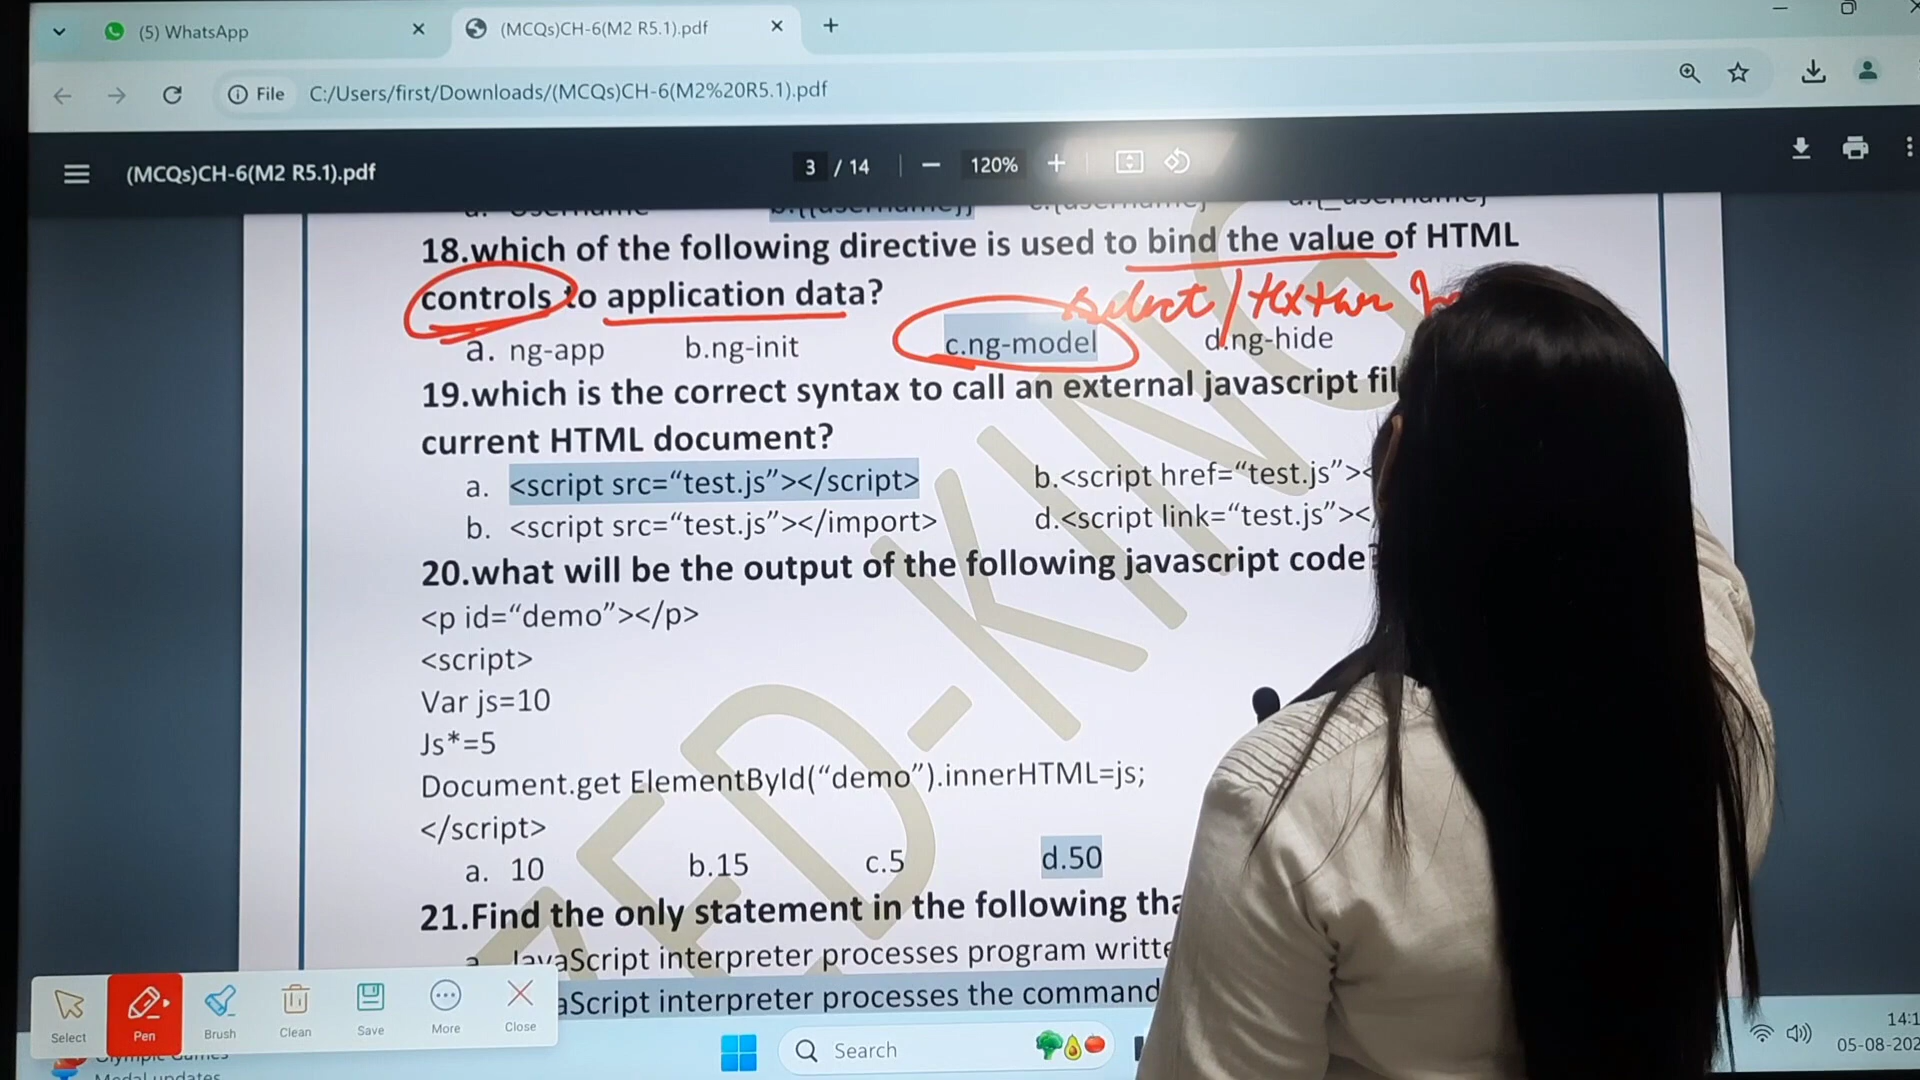 (5) WhatsApp
(MCQs)CH-6(M2 R5.1).pdf
File
C:/Users/first/Downloads/(MCQs)CH-6(M2%20R5.1).pdf
(MCQs)CH-6(M2 R5.1).pdf
3 / 14
120%
18.which of the following directive is used to bind the value of HTML
controls to application data?
select/textarea
a. ng-app b.ng-init c.ng-model d.ng-hide
19.which is the correct syntax to call an external javascript
current HTML document?
a. <script src=“test.js”></script> b.<script href=“test.js”><
b. <script src=“test.js”></import> d.<script link=“test.js”><
20.what will be the output of the following javascript code?
<p id=“demo”></p>
<script>
Var js=10
Js*=5
Document.get ElementById(“demo”).innerHTML=js;
</script>
a. 10 b.15 c.5 d.50
21.Find the only statement in the following
JavaScript interpreter processes program
interpreter processes the command
Select
Pen
Brush
Clean
Save
More
Close
Search
05-08-202